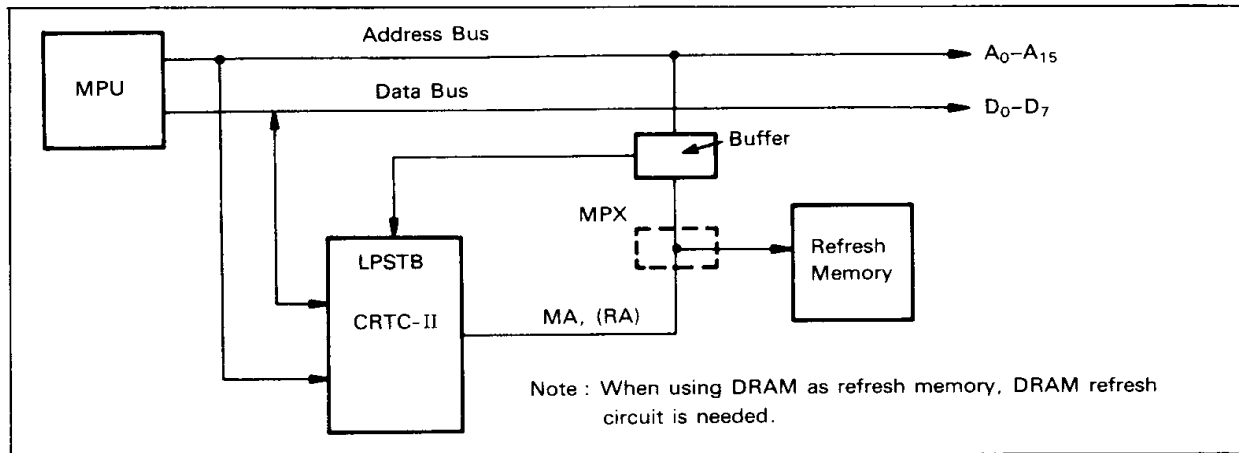 Address Bus
A0–A15
MPU
Data Bus
D0–D7
Buffer
MPX
LPSTB
Refresh
Memory
CRTC-II
MA, (RA)
Note : When using DRAM as refresh memory, DRAM refresh
circuit is needed.